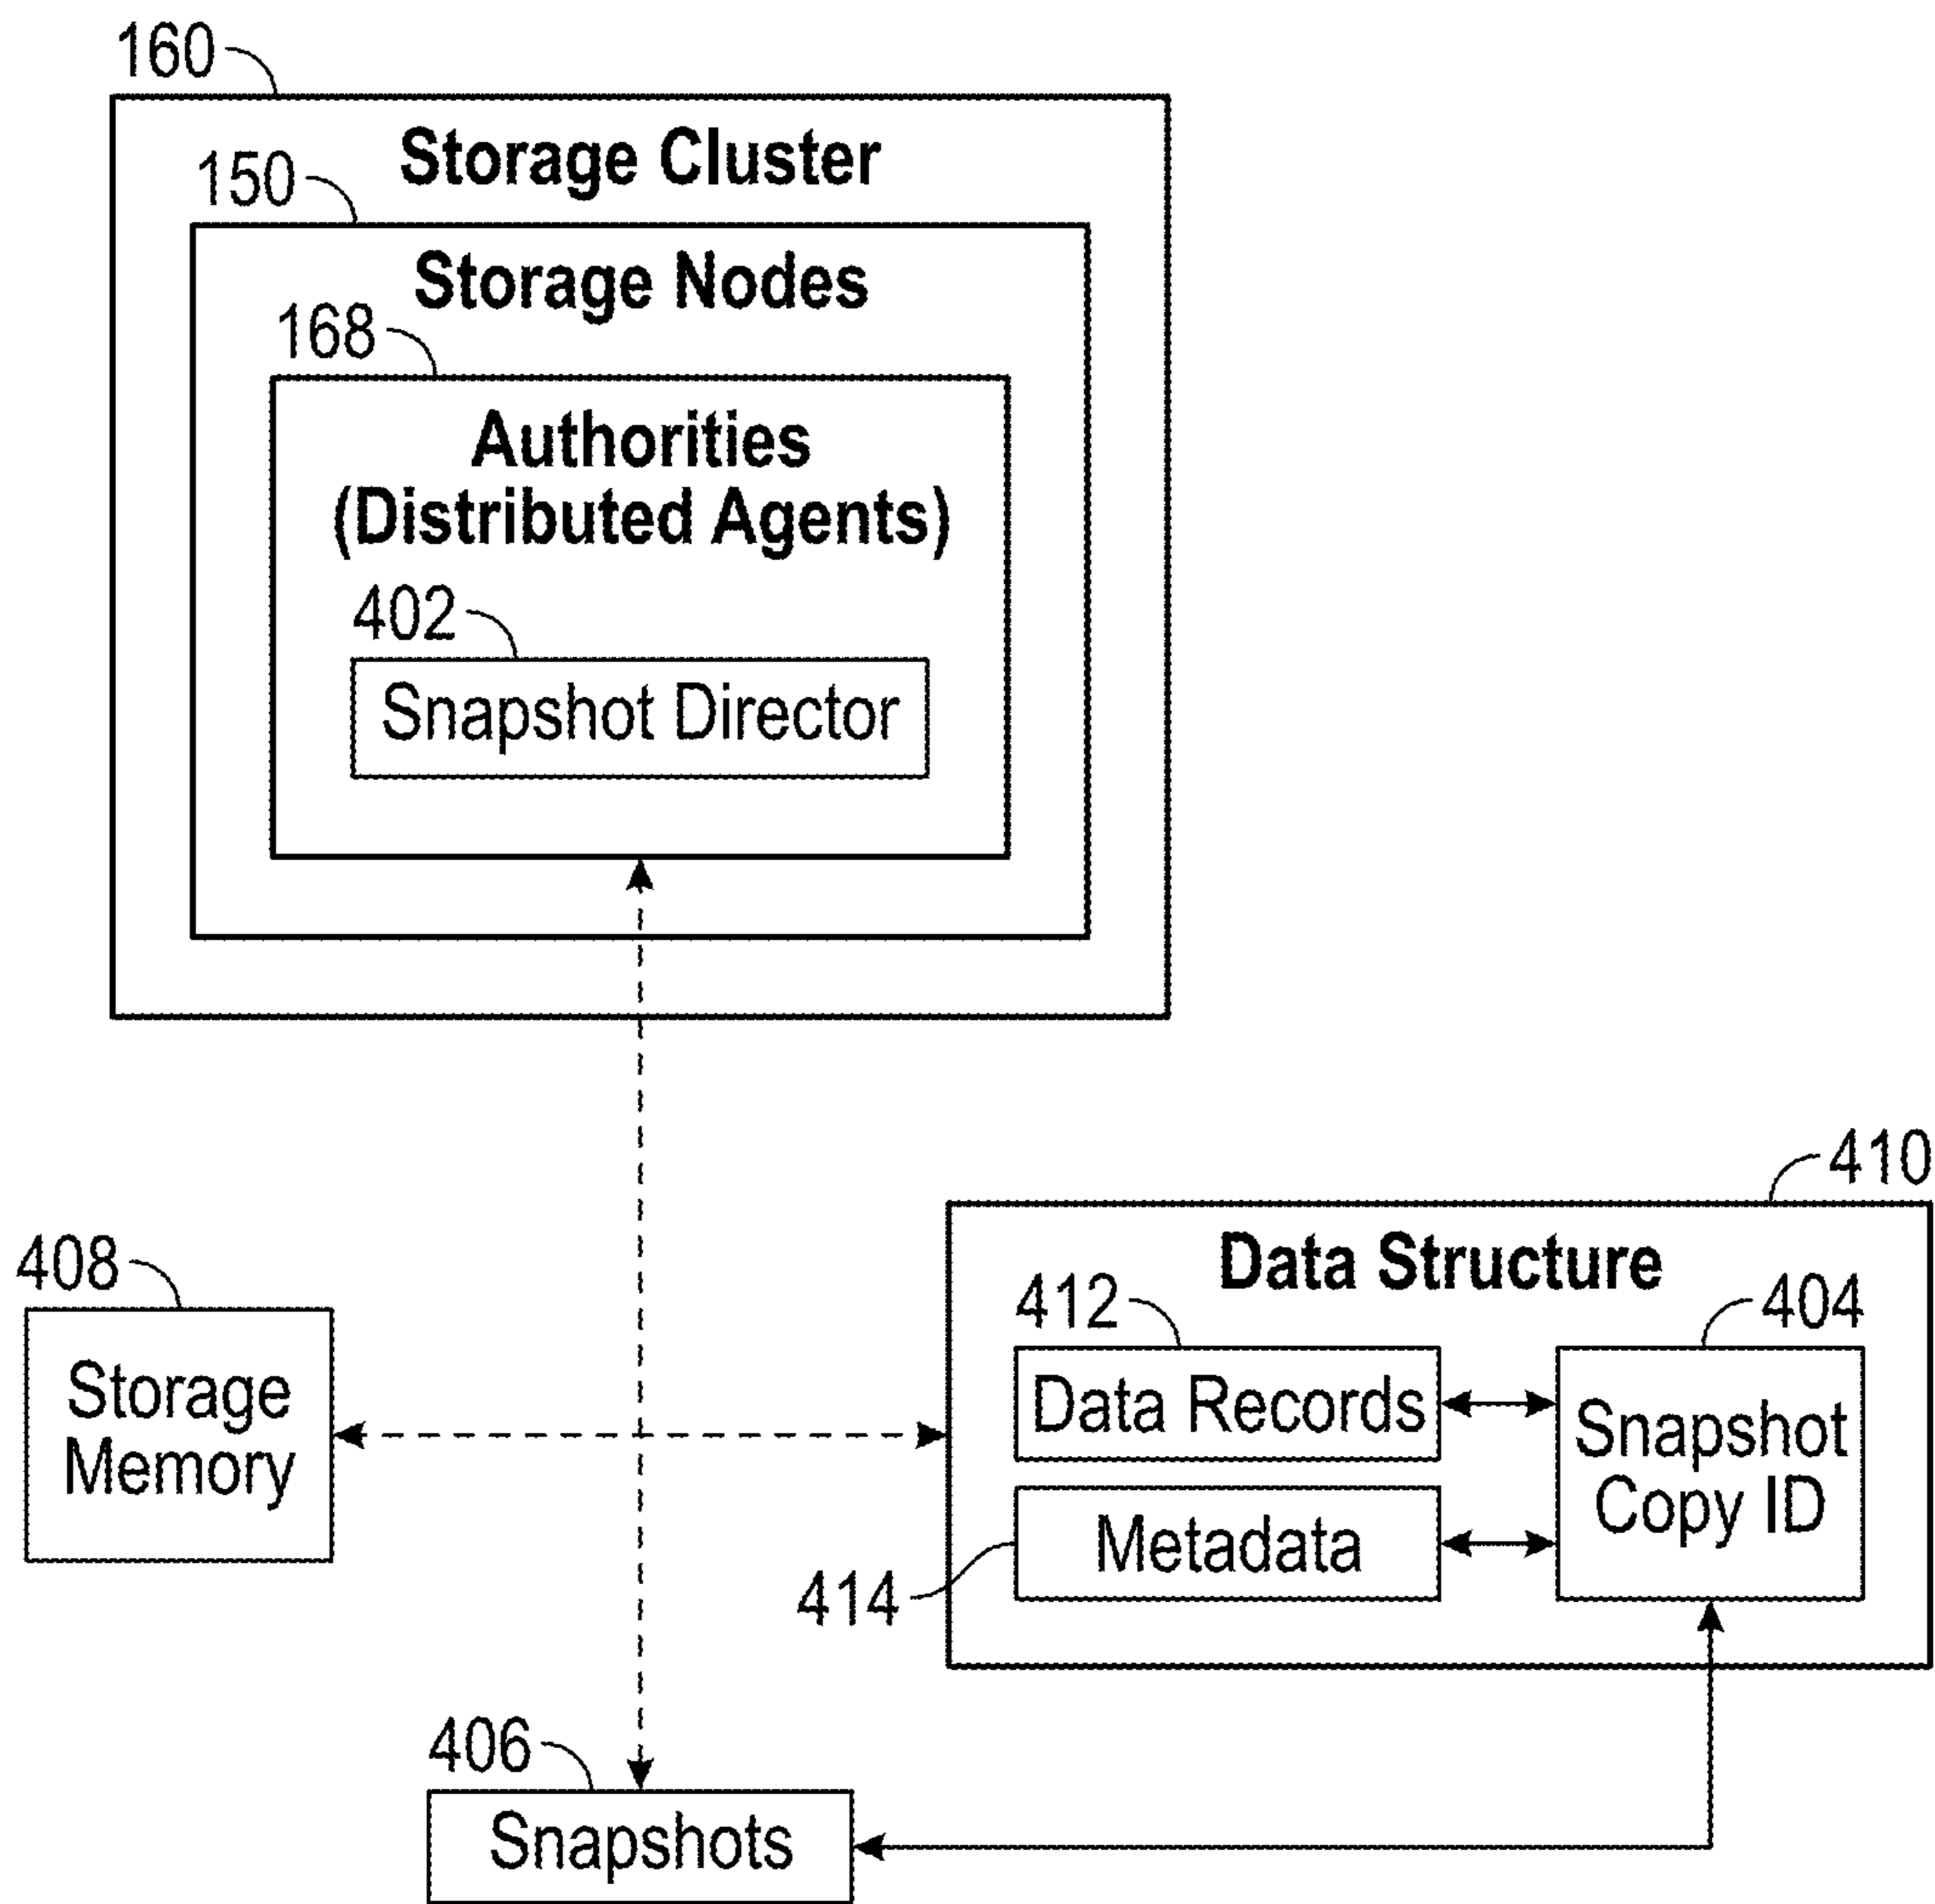 160
Storage Cluster
150
Storage Nodes
168
Authorities
(Distributed Agents)
402
Snapshot Director
410
Data Structure
408
Storage
Memory
412
Data Records
404
Snapshot
Copy ID
Metadata
414
406
Snapshots